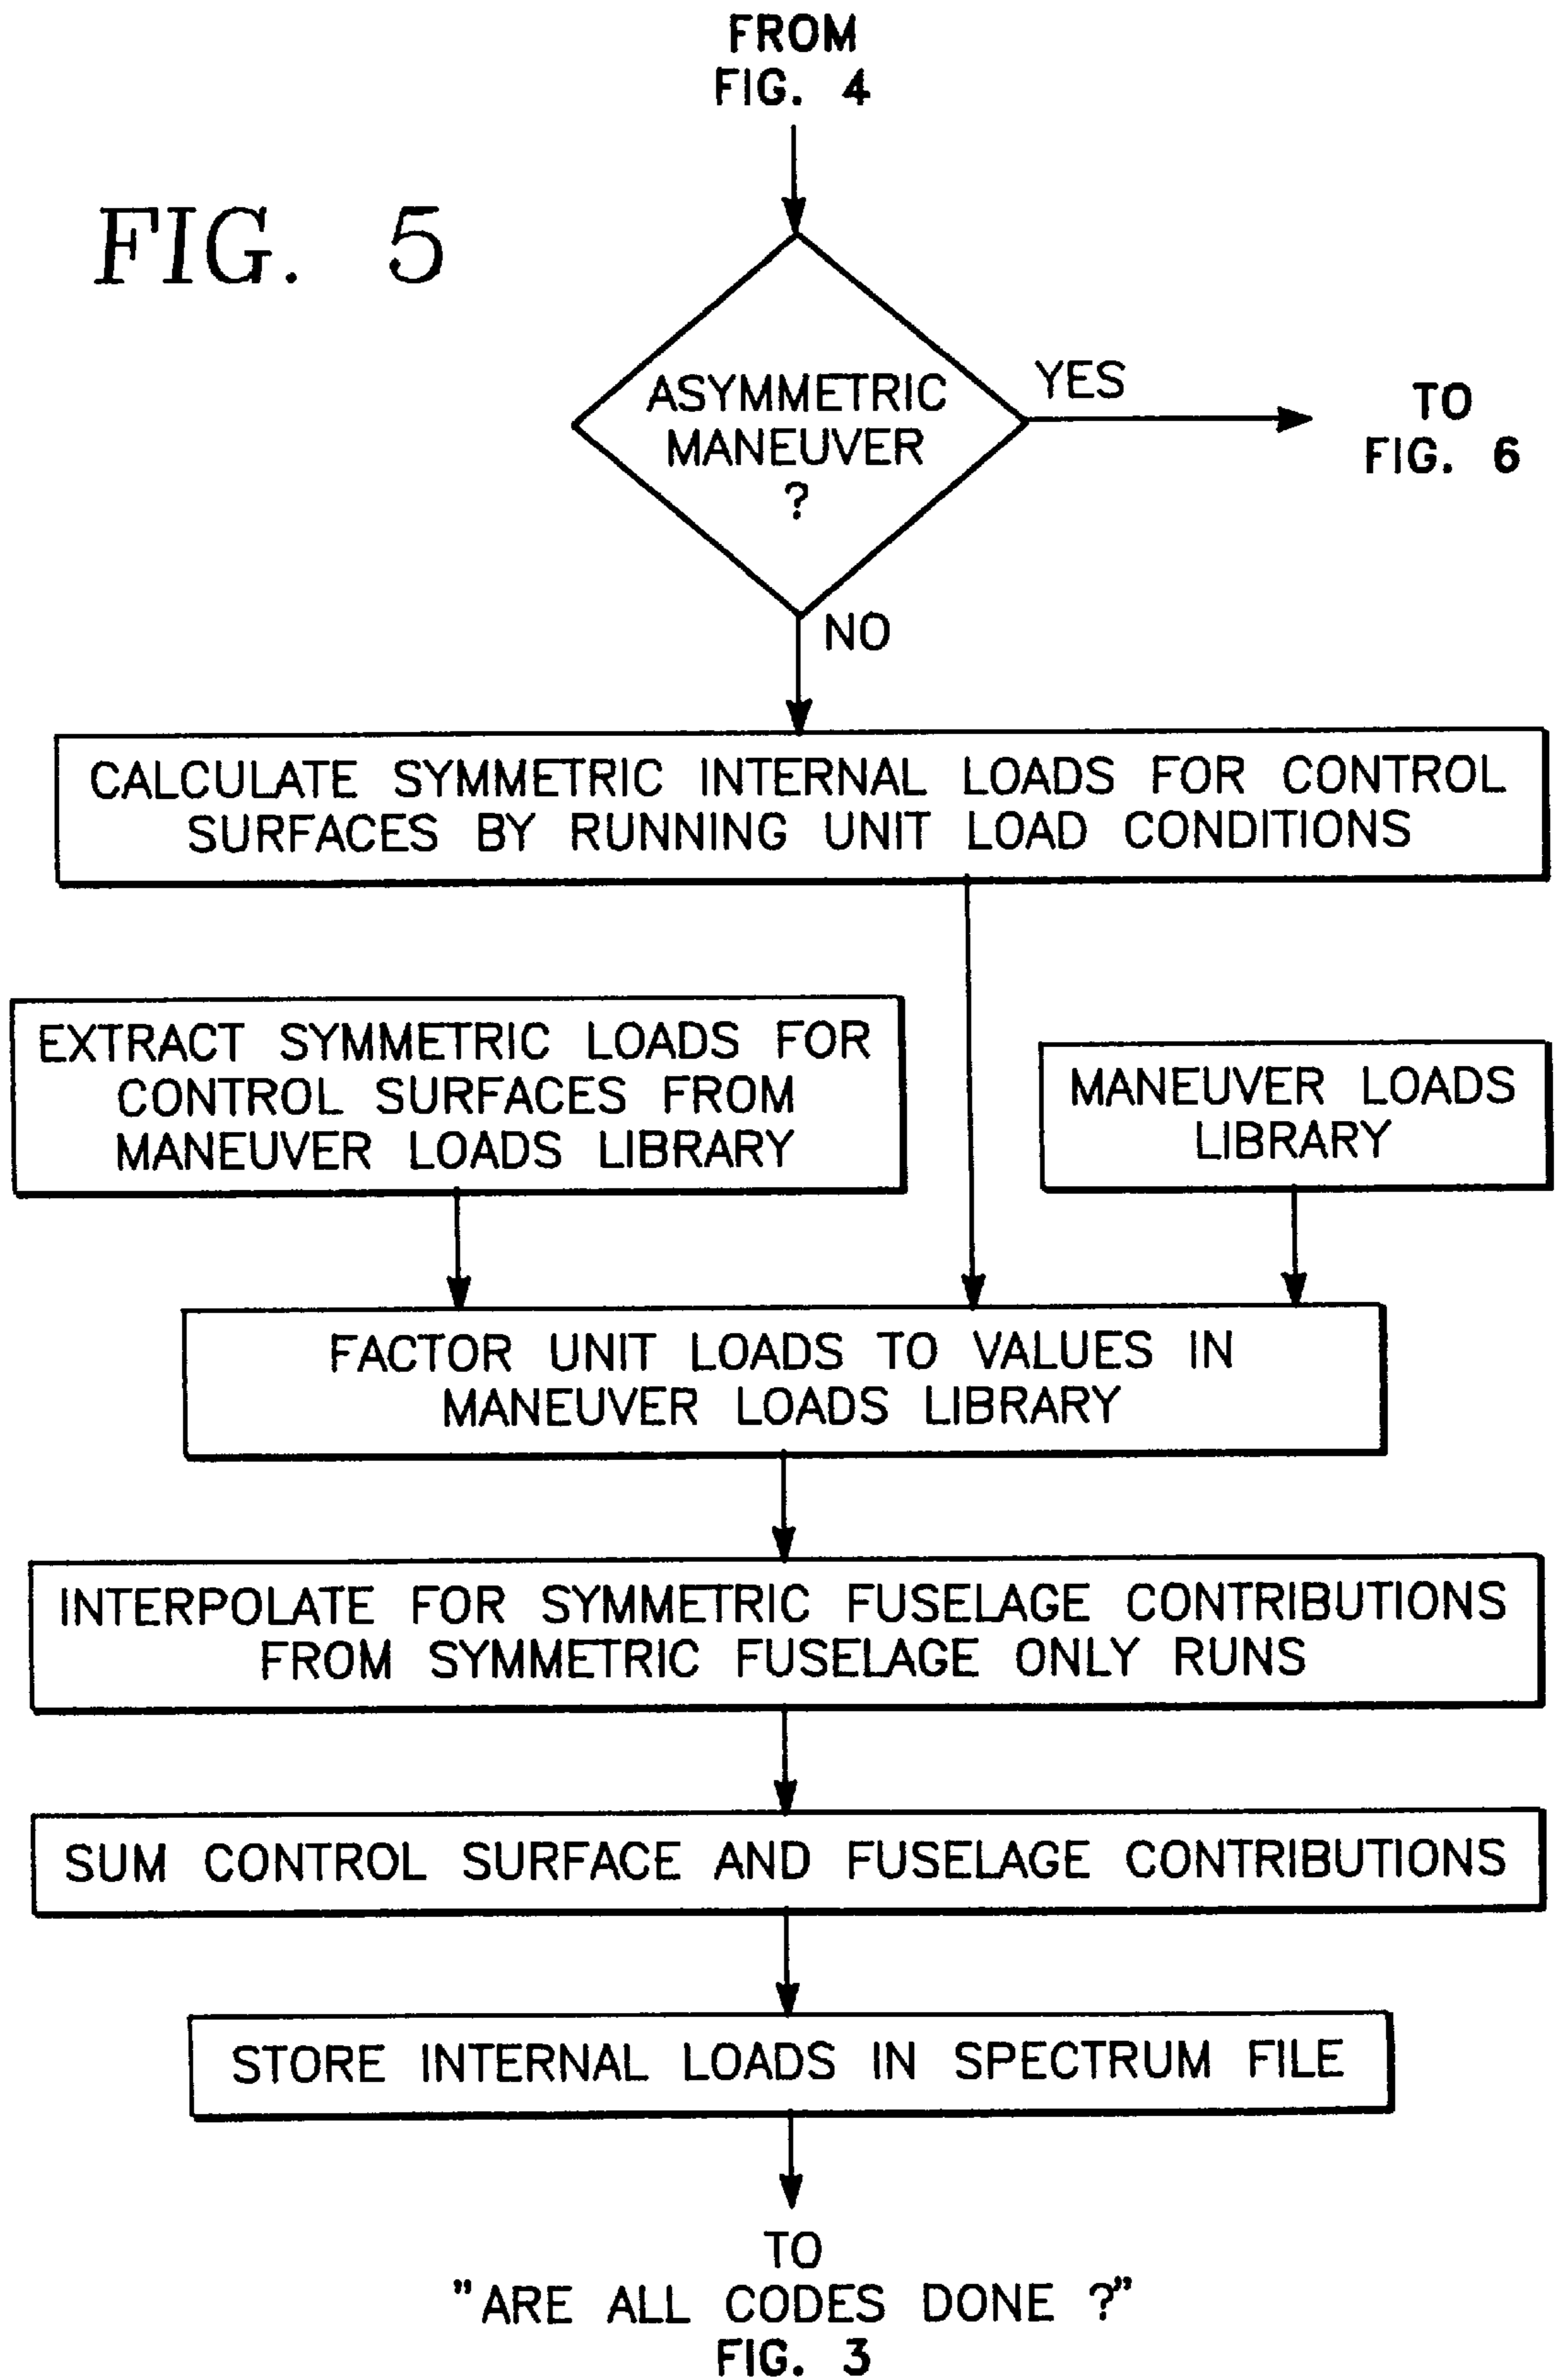 FROM
FIG. 4
FIG. 5
ASYMMETRIC
MANEUVER
?
YES
TO
FIG. 6
NO
CALCULATE SYMMETRIC INTERNAL LOADS FOR CONTROL
SURFACES BY RUNNING UNIT LOAD CONDITIONS
EXTRACT SYMMETRIC LOADS FOR
CONTROL SURFACES FROM
MANEUVER LOADS LIBRARY
MANEUVER LOADS
LIBRARY
FACTOR UNIT LOADS TO VALUES IN
MANEUVER LOADS LIBRARY
INTERPOLATE FOR SYMMETRIC FUSELAGE CONTRIBUTIONS
FROM SYMMETRIC FUSELAGE ONLY RUNS
SUM CONTROL SURFACE AND FUSELAGE CONTRIBUTIONS
STORE INTERNAL LOADS IN SPECTRUM FILE
TO
"ARE ALL CODES DONE ?"
FIG. 3